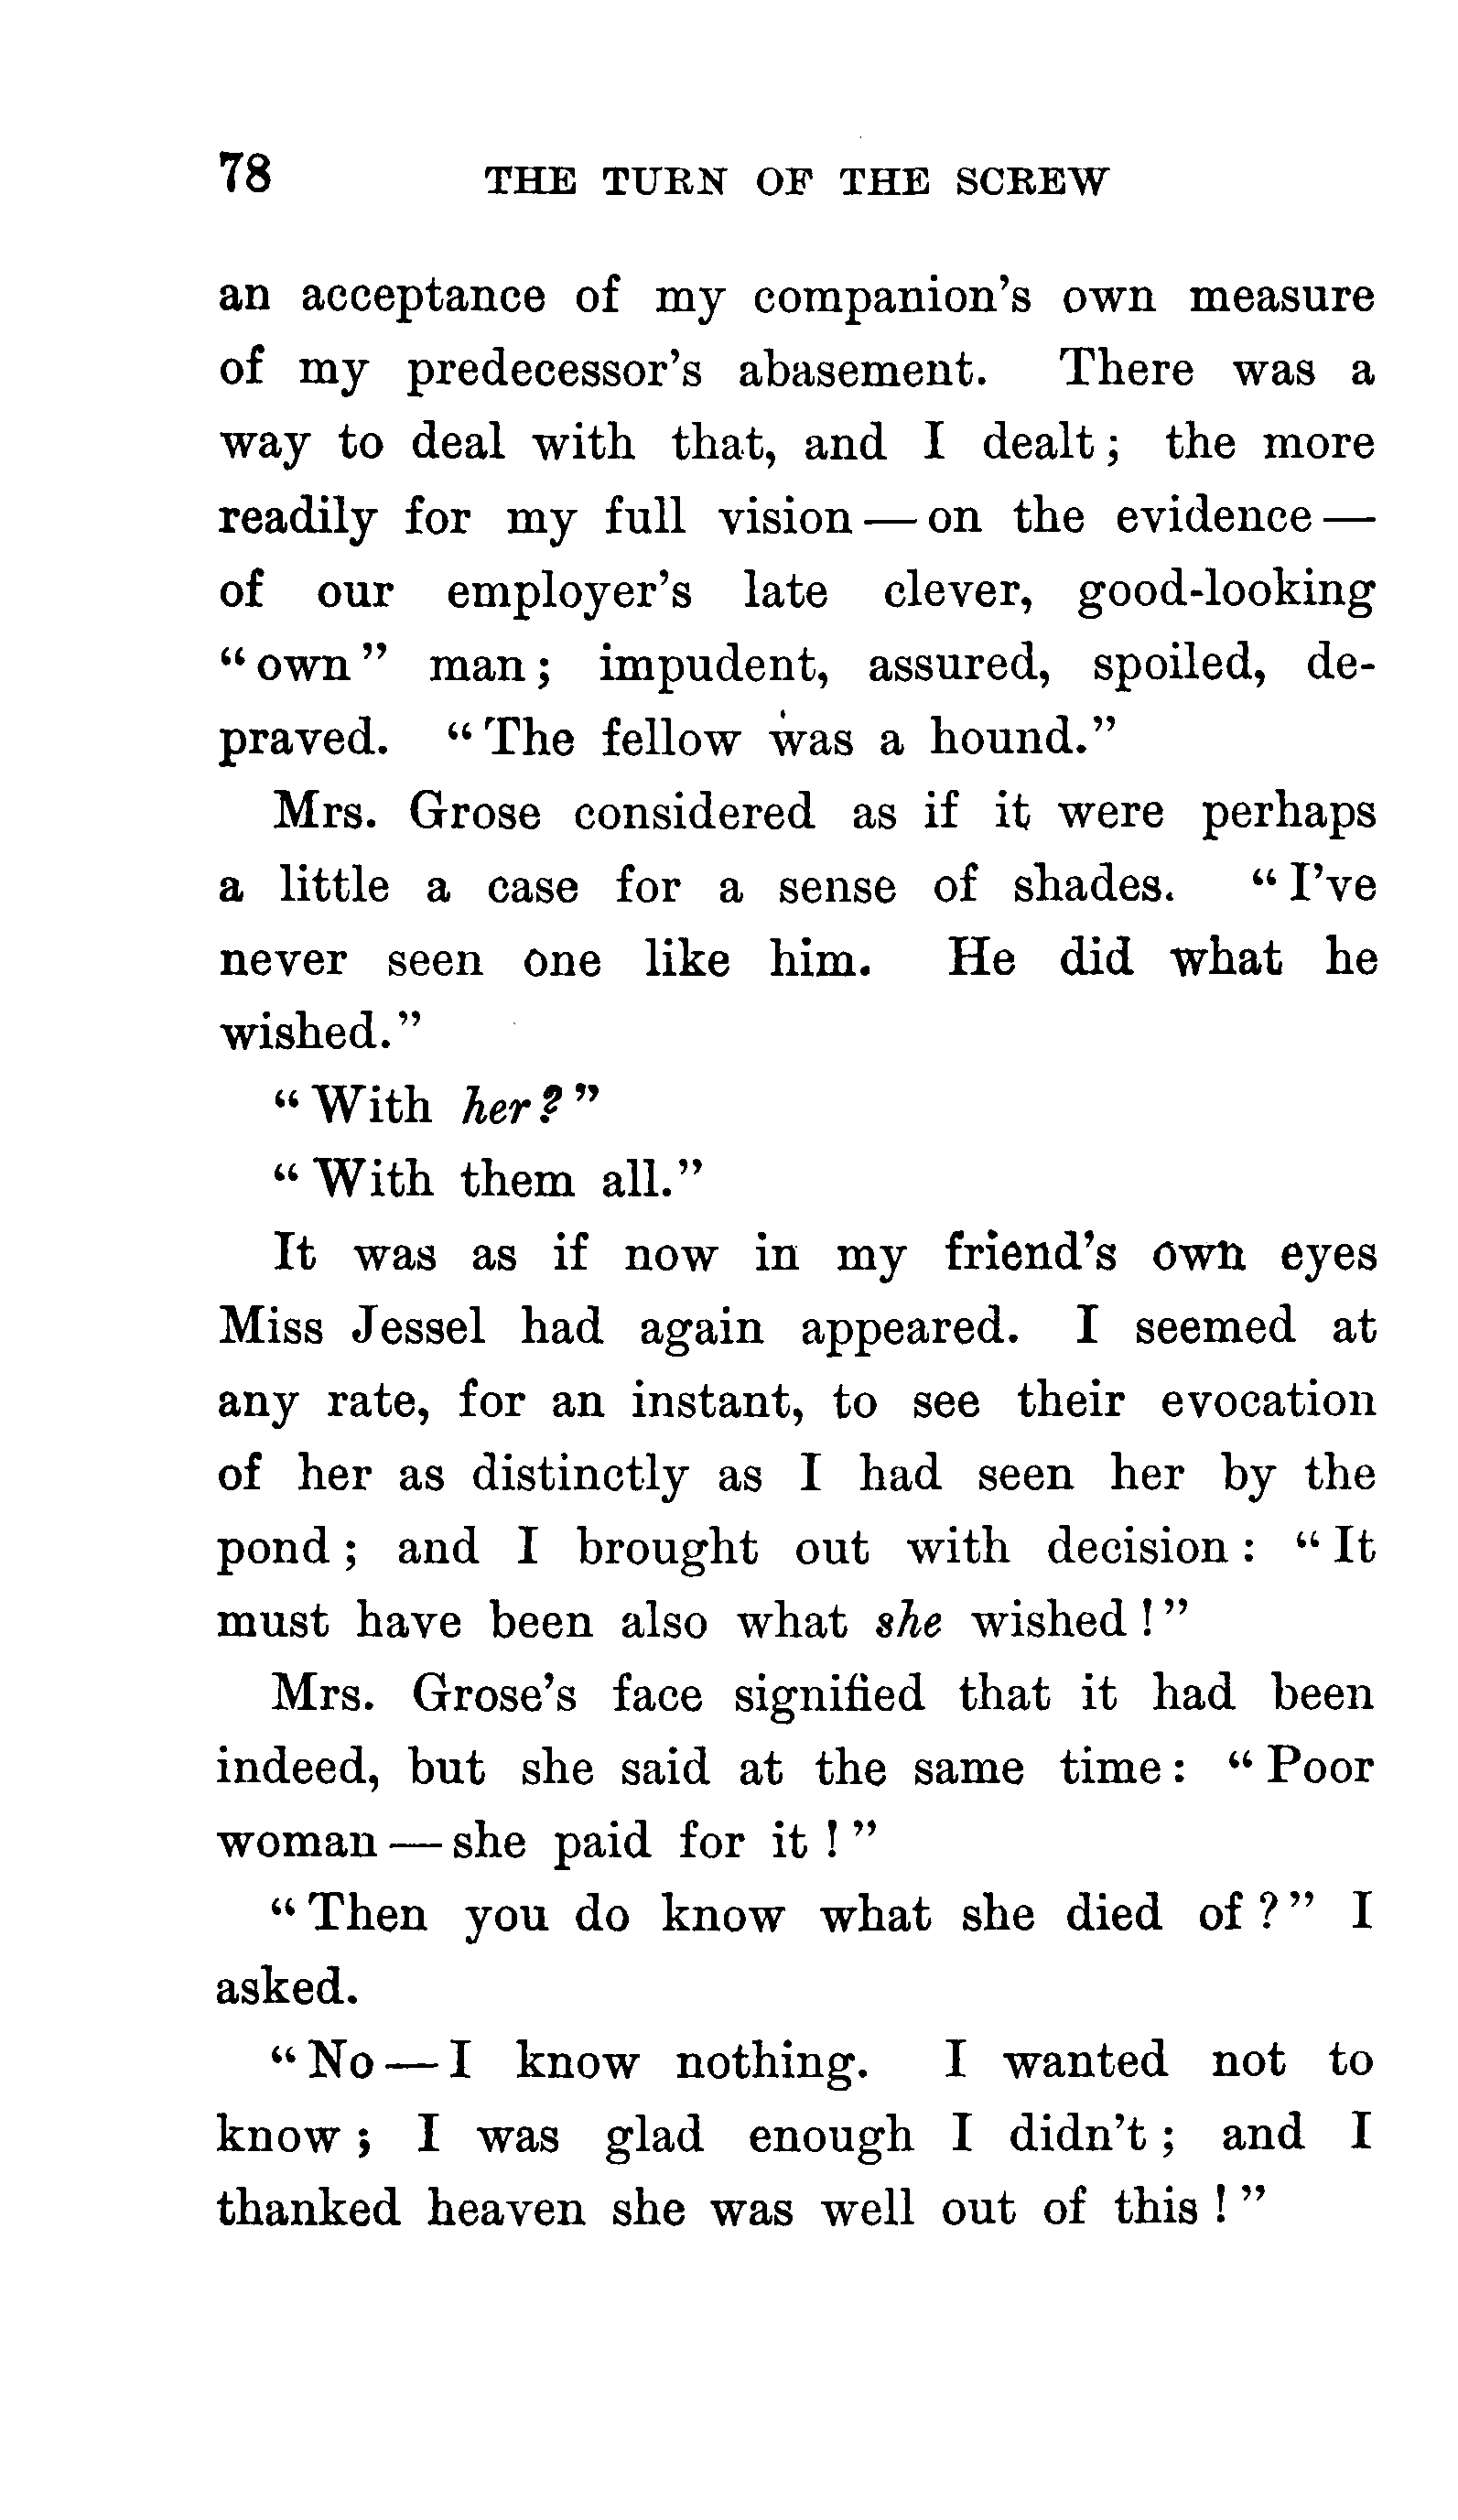 78 THE TURN OF THE SCREW
an acceptance of my companion's own measure
of my predecessor's abasement. There was a
way to deal with that, and I dealt; the more
readily for my full vision — on the evidence —
of our employer's late clever, good-looking
"own" man; impudent, assured, spoiled, de-
praved. "The fellow was a hound."
Mrs. Grose considered as if it were perhaps
a little a case for a sense of shades. "I've
never seen one like him. He did what he
wished."
"With her?"
"With them all."
It was as if now in my friend's own eyes
Miss Jessel had again appeared. I seemed at
any rate, for an instant, to see their evocation
of her as distinctly as I had seen her by the
pond; and I brought out with decision: "It
must have been also what she wished!"
Mrs. Grose's face signified that it had been
indeed, but she said at the same time: "Poor
woman — she paid for it!"
"Then you do know what she died of?" I
asked.
"No — I know nothing. I wanted not to
know; I was glad enough I didn't; and I
thanked heaven she was well out of this!"